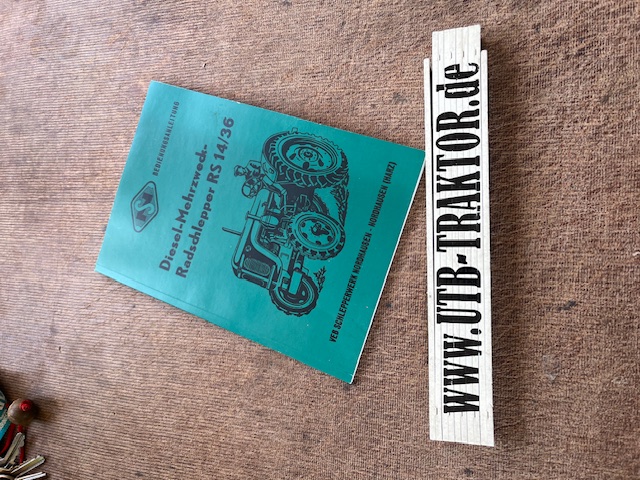 BEDIENUNGSANLEITUNG
Diesel-Mehrzweck-
Radschlepper RS 14/36
VEB SCHLEPPERWERK NORDHAUSEN · NORDHAUSEN (HARZ)
www.UTB-TRAKTOR.de